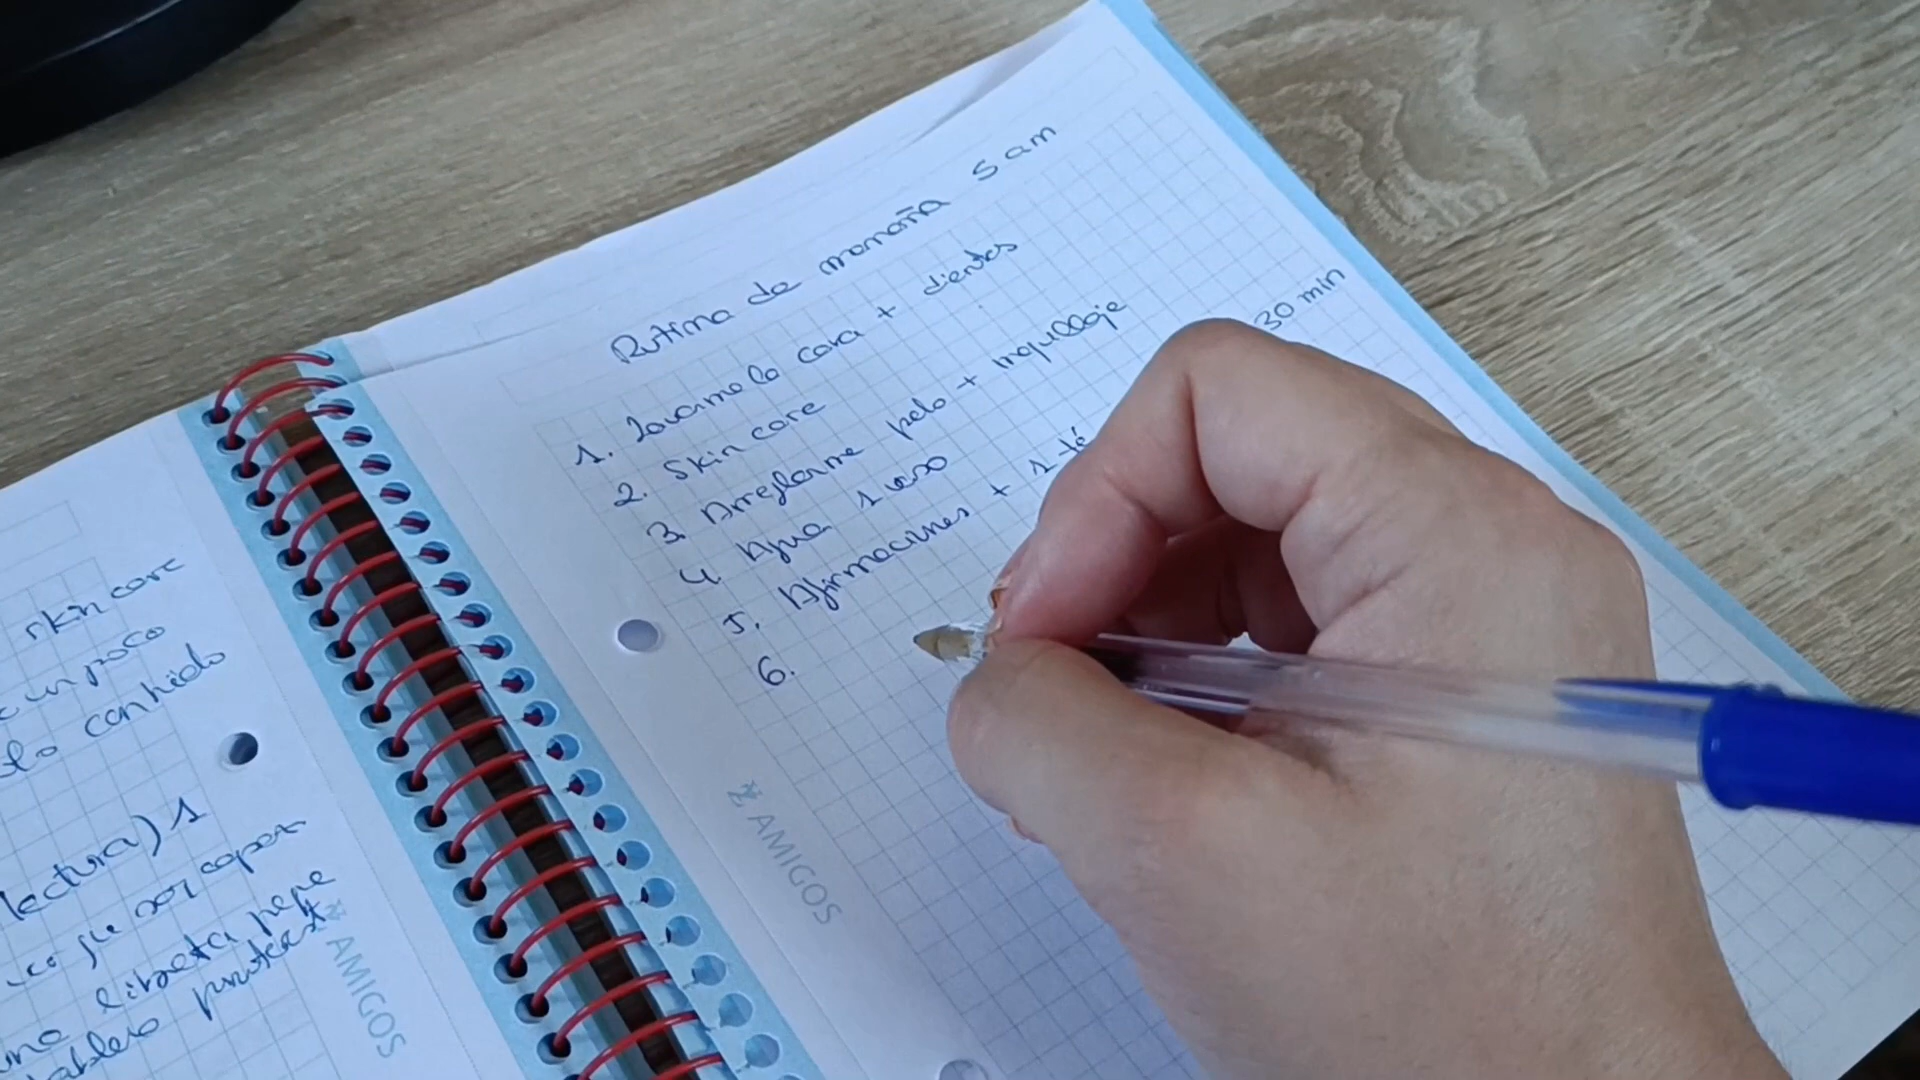 skin care
un poco
lectura) 1
libreta
AMIGOS
Rutina de mañana 5 am
1. Lavarme la cara + dientes
2. Skin care
3. Arreglarme pelo + maquillaje 30 min
4. Agua 1 vaso
5. Afirmaciones + 1 té
6.
AMIGOS